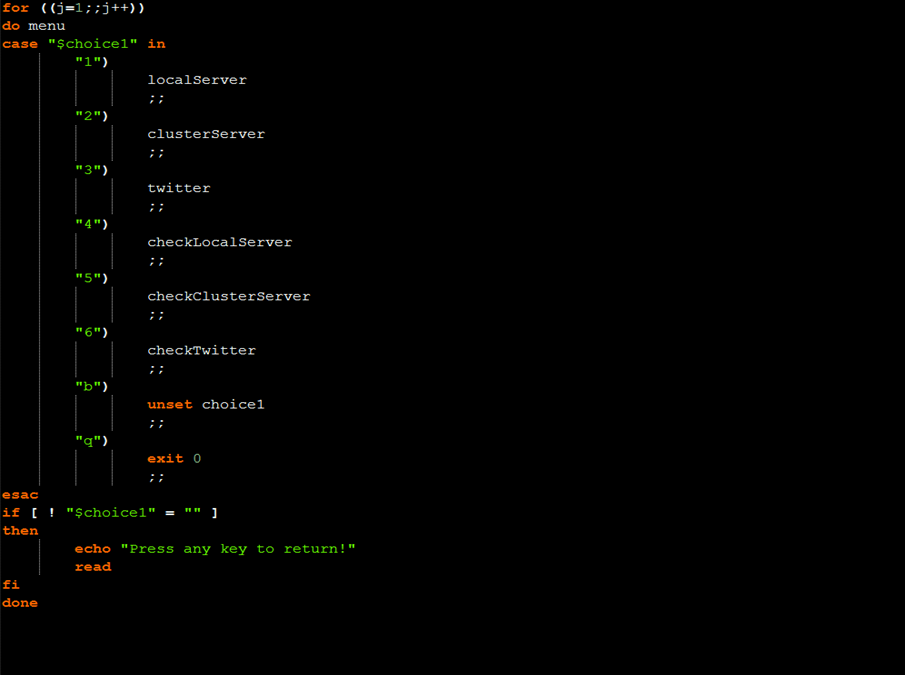 for ((j=1;;j++))
do menu
case "$choice1" in
"1")
localServer
;;
"2")
clusterServer
;;
"3")
twitter
;;
"4")
checkLocalServer
;;
"5")
checkClusterServer
;;
"6")
checkTwitter
;;
"b")
unset choice1
;;
"q")
exit 0
;;
esac
if [ ! "$choice1" = "" ]
then
echo "Press any key to return!"
read
fi
done